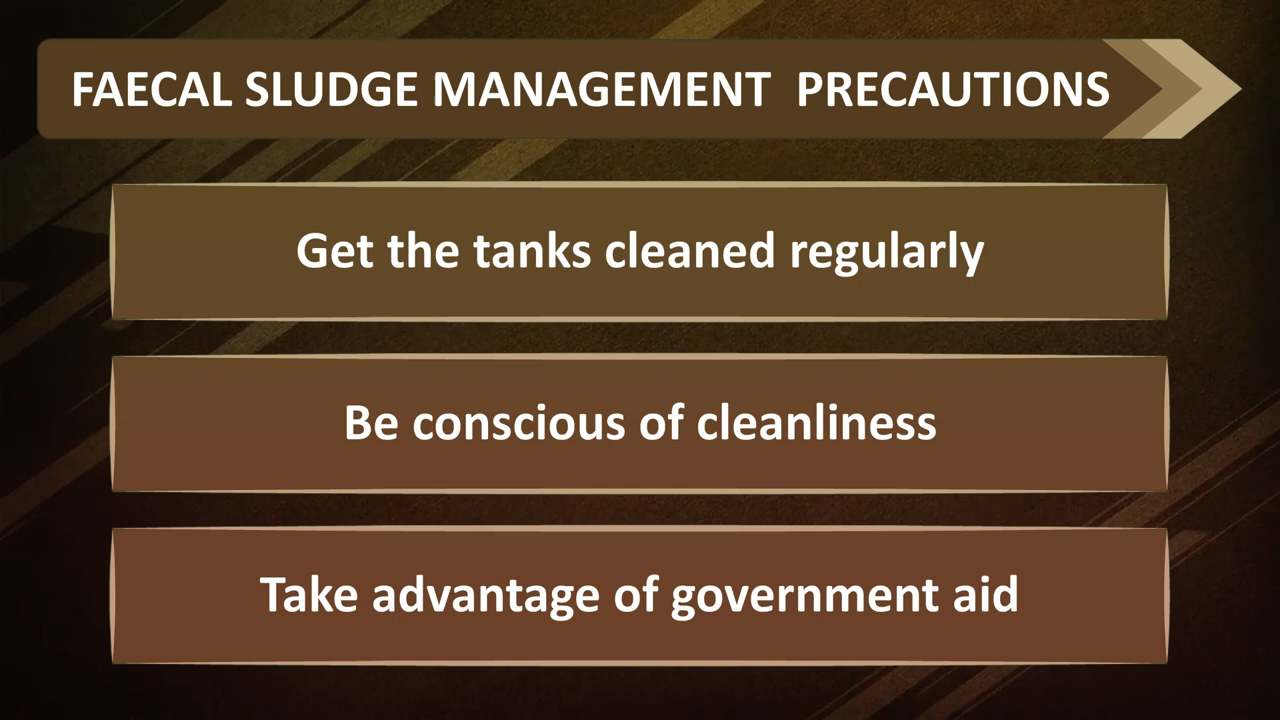 FAECAL SLUDGE MANAGEMENT  PRECAUTIONS
Get the tanks cleaned regularly
Be conscious of cleanliness
Take advantage of government aid